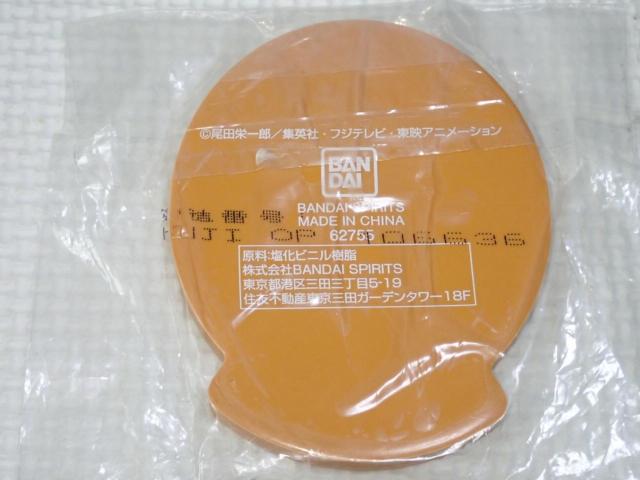 ©尾田栄一郎／集英社・フジテレビ・東映アニメーション
BAN
DAI
BANDAI SPIRITS
MADE IN CHINA
62755
番号
OP 106636
原料:塩化ビニル樹脂
株式会社BANDAI SPIRITS
東京都港区三田三丁目5-19
住友不動産東京三田ガーデンタワー18F